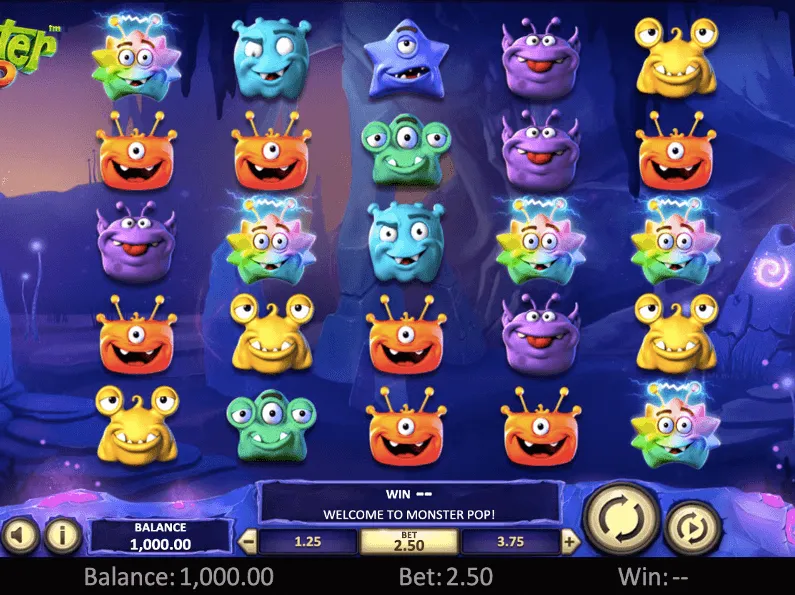 ter™
WIN --
WELCOME TO MONSTER POP!
BALANCE
1,000.00
1.25
BET
2.50
3.75
Balance: 1,000.00 Bet: 2.50 Win: --